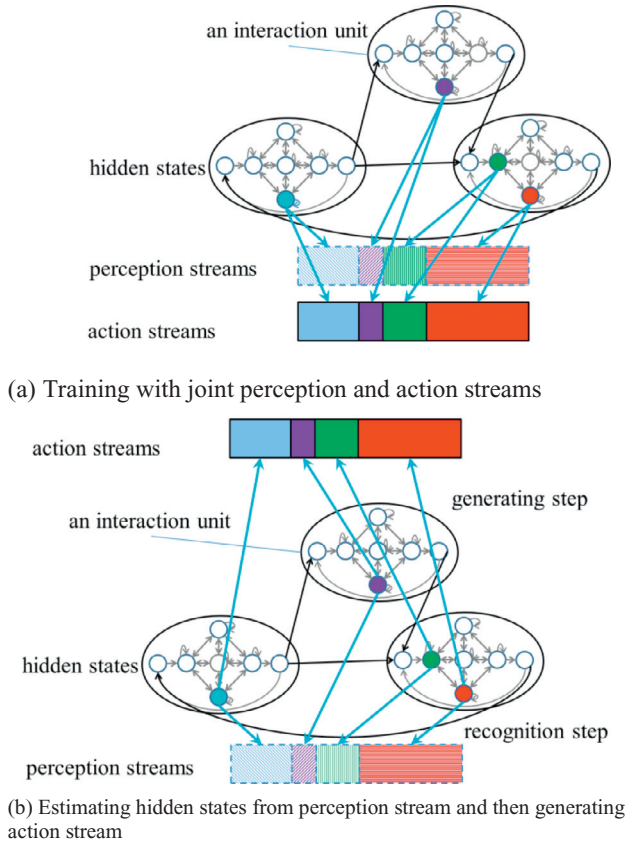 an interaction unit
hidden states
perception streams
action streams
(a) Training with joint perception and action streams
action streams
generating step
an interaction unit
hidden states
recognition step
perception streams
(b) Estimating hidden states from perception stream and then generating
action stream